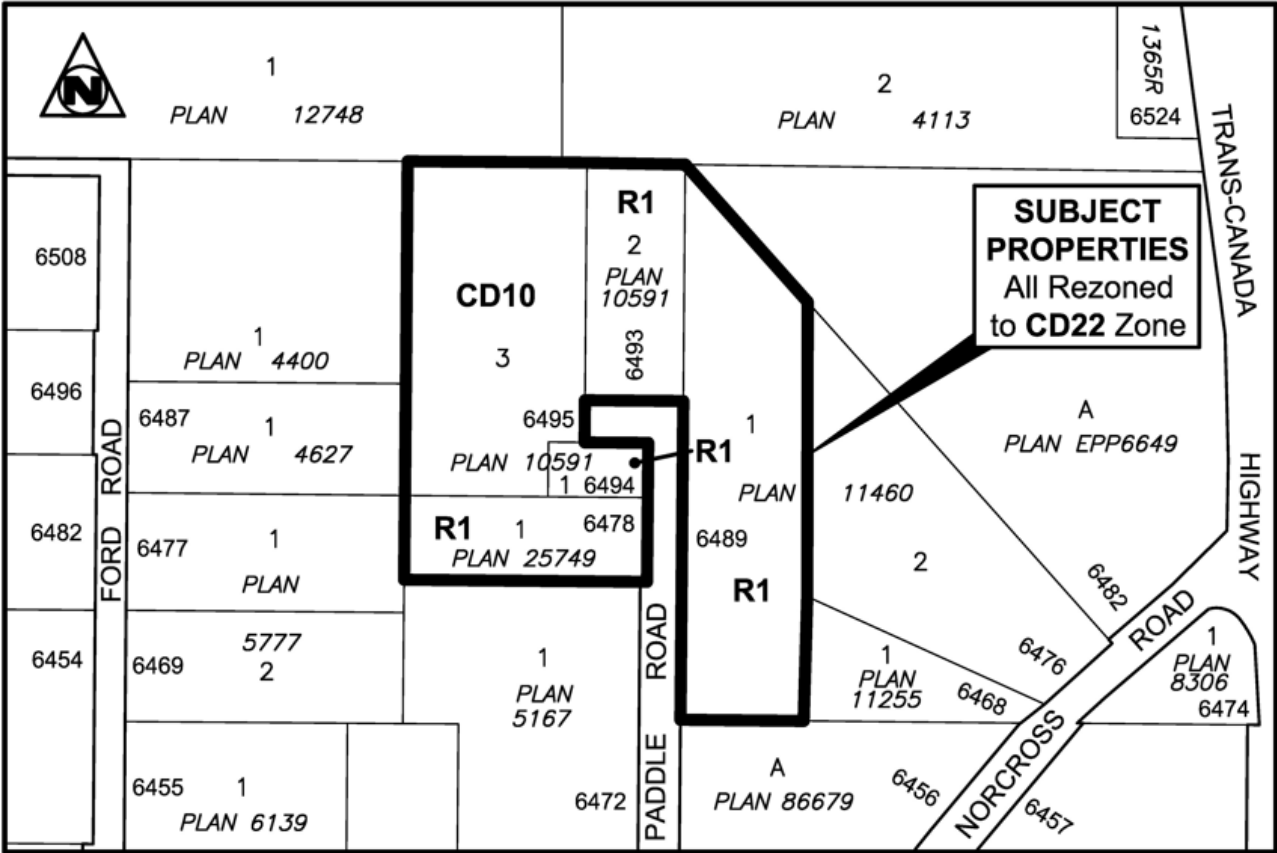 N
1
PLAN 12748
2
PLAN 4113
1365R
6524
TRANS-CANADA
HIGHWAY
SUBJECT
PROPERTIES
All Rezoned
to CD22 Zone
6508
6496
6482
6454
FORD ROAD
1
PLAN 4400
6487
1
PLAN 4627
6477
1
PLAN
5777
6469
2
6455
1
PLAN 6139
CD10
3
6495
PLAN 10591
R1
2
PLAN
10591
6493
R1
1 6494
R1
1
6478
PLAN 25749
1
PLAN 11460
6489
R1
2
A
PLAN EPP6649
6482
6476
1
PLAN
11255
6468
1
PLAN
5167
6472
PADDLE ROAD
A
PLAN 86679
6456
NORCROSS ROAD
6457
1
PLAN
8306
6474